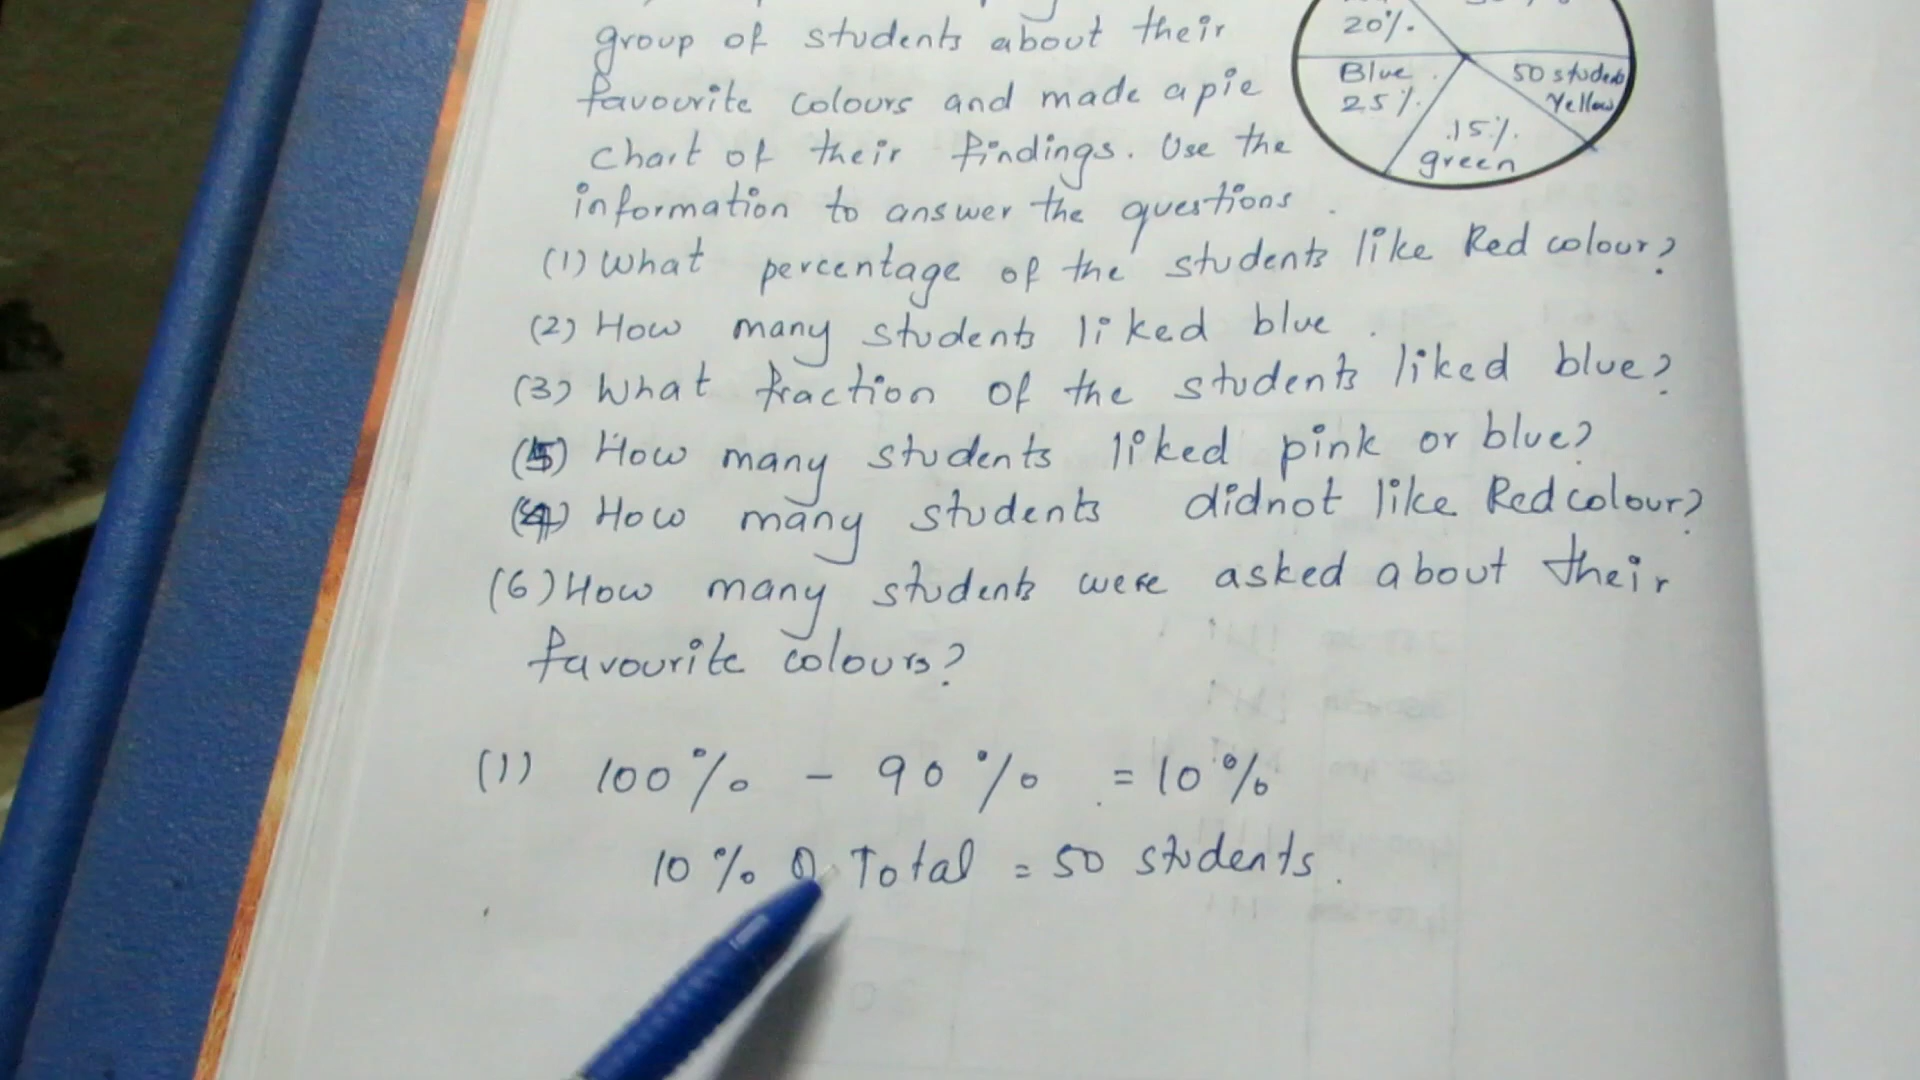 group of students about their
favourite colours and made a pie
chart of their findings. Use the
information to answer the questions.
20%.
Blue
25%.
50 students
Yellow
15%.
green
(1) What percentage of the students like Red colour?
(2) How many students liked blue.
(3) What fraction of the students liked blue?
(5) How many students liked pink or blue?
(4) How many students didnot like Red colour?
(6) How many students were asked about their
favourite colours?
(1) 100% - 90% = 10%
10% Total = 50 students.